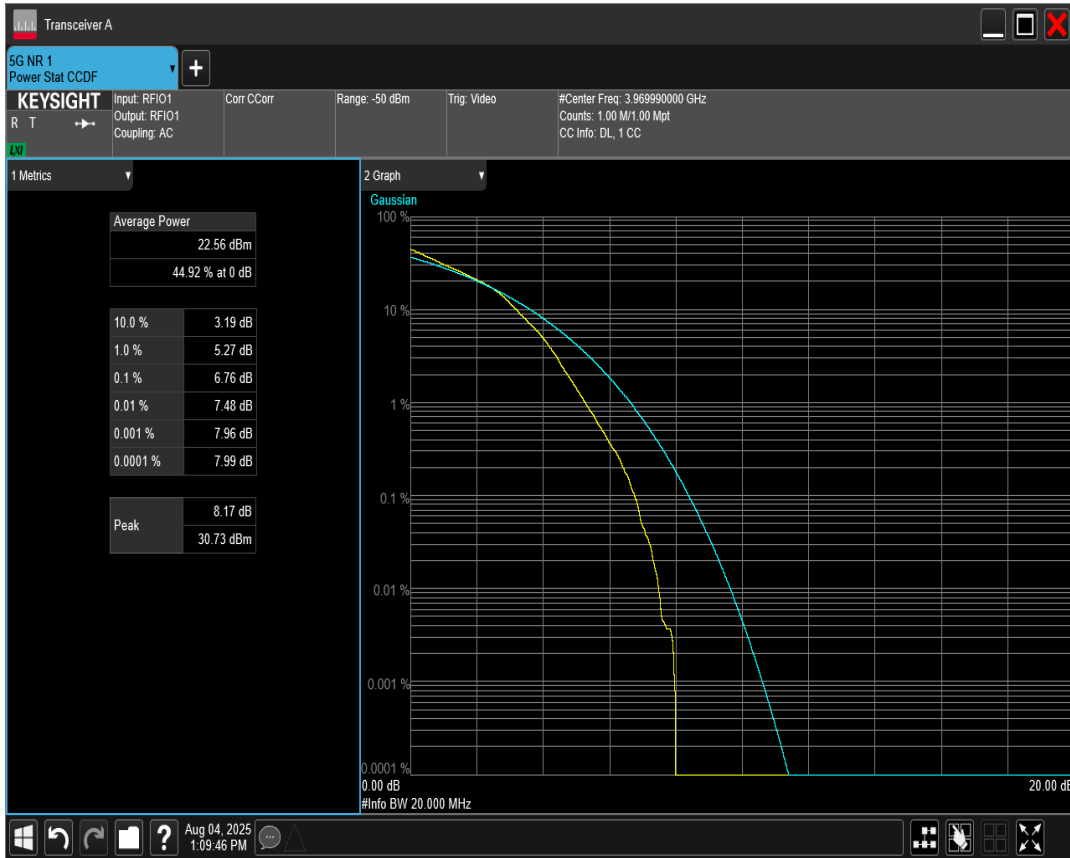 Transceiver A
5G NR 1
Power Stat CCDF
KEYSIGHT
R T
LXI
Input: RFIO1
Output: RFIO1
Coupling: AC
Corr CCorr
Range: -50 dBm
Trig: Video
#Center Freq: 3.969990000 GHz
Counts: 1.00 M/1.00 Mpt
CC Info: DL, 1 CC
1 Metrics
Average Power
22.56 dBm
44.92 % at 0 dB
10.0 % 3.19 dB
1.0 % 5.27 dB
0.1 % 6.76 dB
0.01 % 7.48 dB
0.001 % 7.96 dB
0.0001 % 7.99 dB
Peak 8.17 dB
30.73 dBm
2 Graph
Gaussian
100 %
10 %
1 %
0.1 %
0.01 %
0.001 %
0.0001 %
0.00 dB 20.00 dB
#Info BW 20.000 MHz
?
Aug 04, 2025
1:09:46 PM